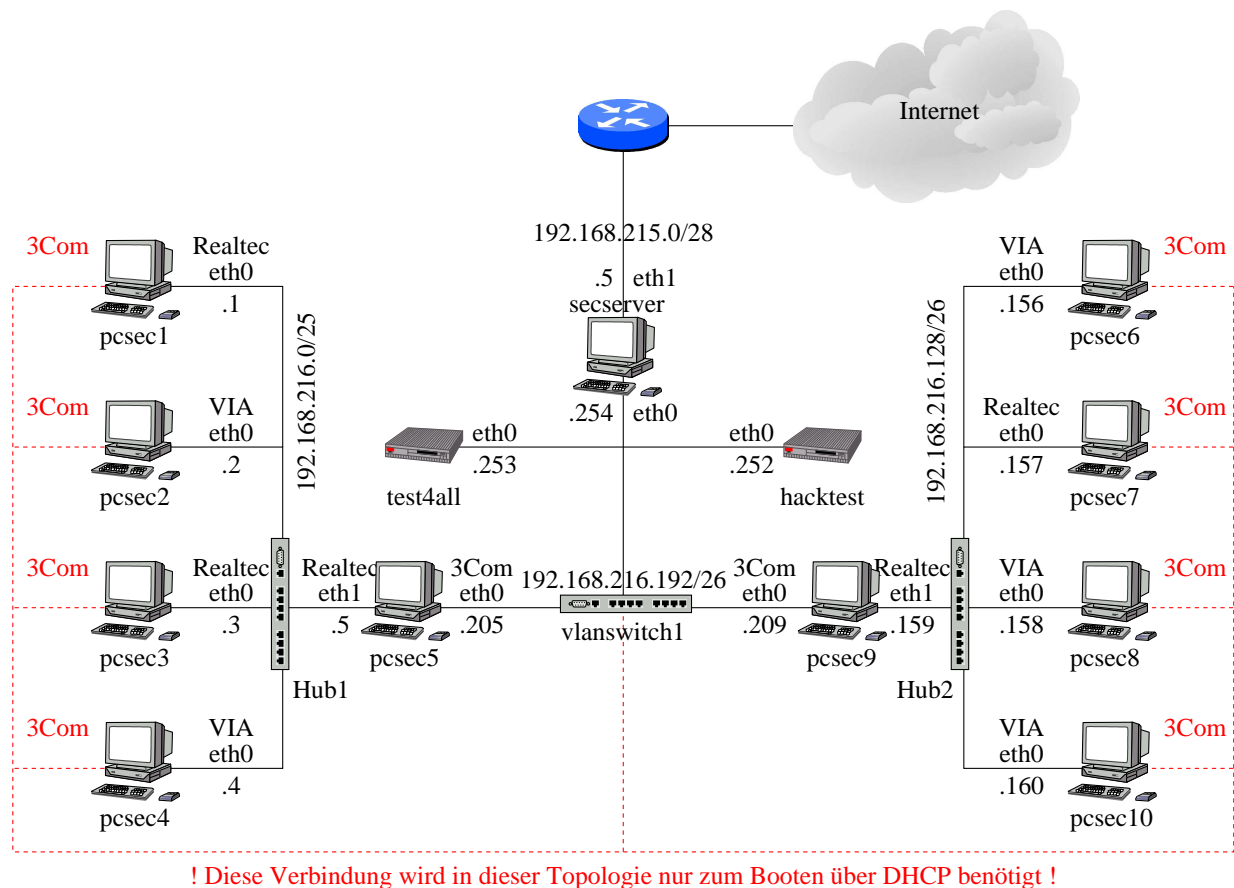 Internet
192.168.215.0/28
.5 eth1
secserver
.254 eth0
3Com
Realtec
eth0
.1
pcsec1
192.168.216.0/25
3Com
VIA
eth0
.2
pcsec2
3Com
Realtec
eth0
.3
pcsec3
3Com
VIA
eth0
.4
pcsec4
Hub1
Realtec
eth1
.5
pcsec5
3Com
eth0
.205
eth0
.253
test4all
eth0
.252
hacktest
192.168.216.192/26
vlanswitch1
3Com
eth0
.209
pcsec9
Realtec
eth1
.159
Hub2
192.168.216.128/26
VIA
eth0
.156
pcsec6
3Com
Realtec
eth0
.157
pcsec7
3Com
VIA
eth0
.158
pcsec8
3Com
VIA
eth0
.160
pcsec10
3Com
! Diese Verbindung wird in dieser Topologie nur zum Booten über DHCP benötigt !